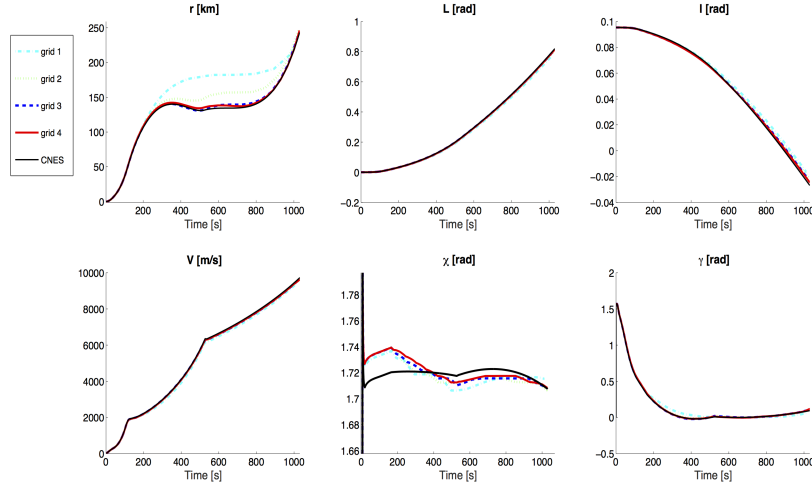 r [km]
L [rad]
l [rad]
grid 1
grid 2
grid 3
grid 4
CNES
250
200
150
100
50
0
200 400 600 800 1000
Time [s]
1
0.8
0.6
0.4
0.2
0
−0.2
200 400 600 800 1000
Time [s]
0.1
0.08
0.06
0.04
0.02
0
−0.02
−0.04
0 200 400 600 800 1000
Time [s]
V [m/s]
χ [rad]
γ [rad]
10000
8000
6000
4000
2000
0
0 200 400 600 800 1000
Time [s]
1.78
1.76
1.74
1.72
1.7
1.68
1.66
0 200 400 600 800 1000
Time [s]
2
1.5
1
0.5
0
−0.5
0 200 400 600 800 1000
Time [s]